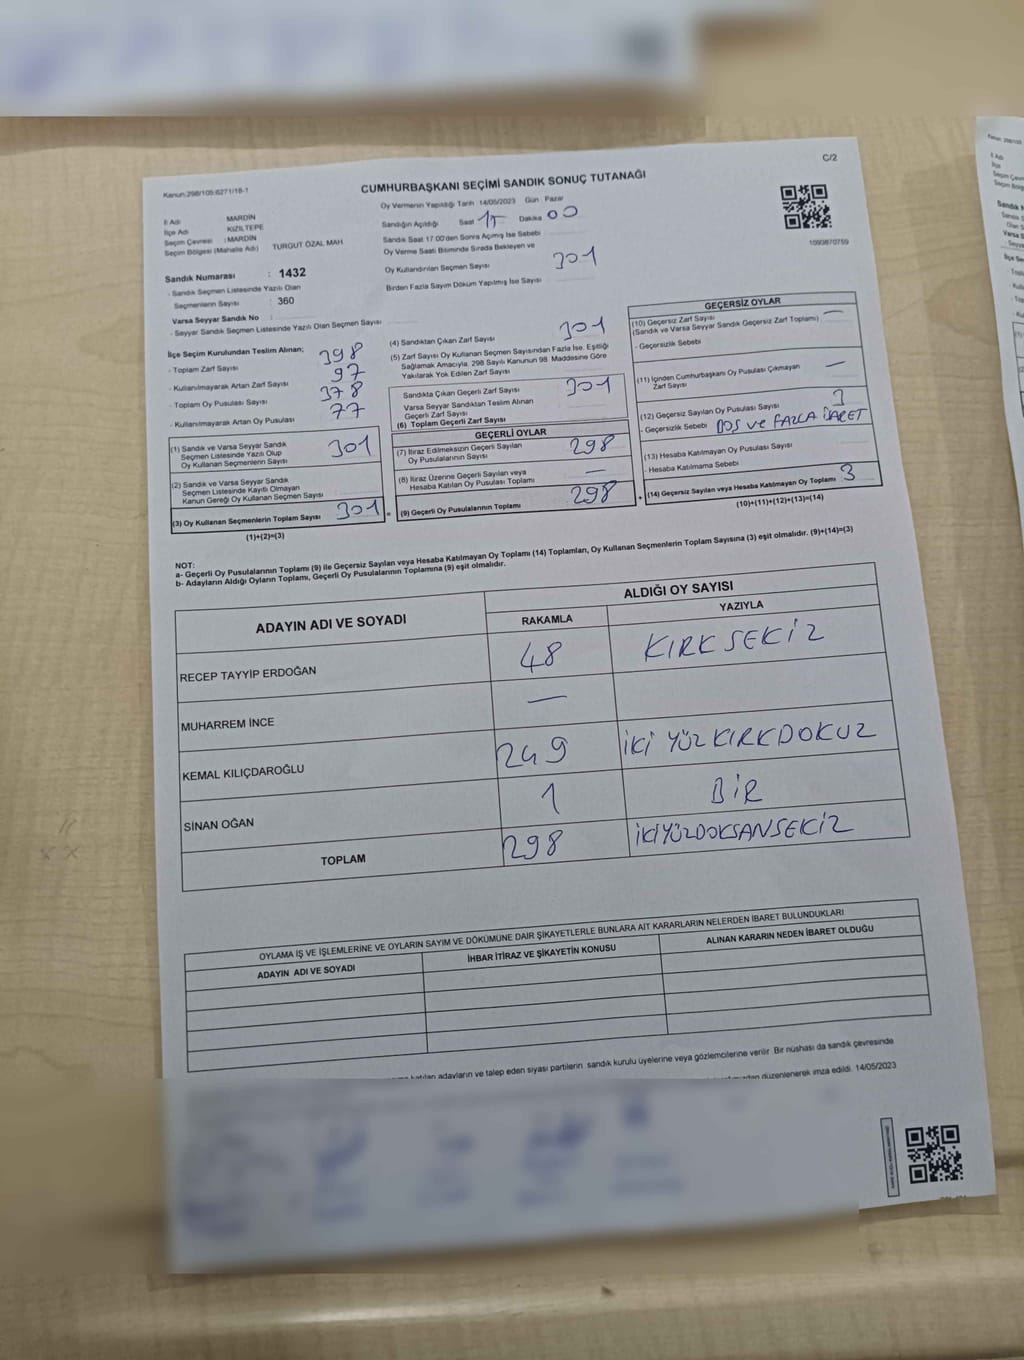 C/2
Kanun:298/105:6271/18-1
CUMHURBAŞKANI SEÇİMİ SANDIK SONUÇ TUTANAĞI
İl Adı MARDİN
İlçe Adı KIZILTEPE
Seçim Çevresi : MARDİN
Seçim Bölgesi (Mahalle Adı) TURGUT ÖZAL MAH.
Oy Vermenin Yapıldığı Tarih 14/05/2023 Gün Pazar
Sandığın Açıldığı Saat 17 Dakika 00
Sandık Saat 17.00'den Sonra Açımış İse Sebebi
Oy Verme Saati Bitiminde Sırada Bekleyen ve
Oy Kullandırılan Seçmen Sayısı 301
Birden Fazla Sayım Döküm Yapılmış İse Sayısı
1090870759
Sandık Numarası : 1432
- Sandık Seçmen Listesinde Yazılı Olan
Seçmenlerin Sayısı : 360
Varsa Seyyar Sandık No :
- Seyyar Sandık Seçmen Listesinde Yazılı Olan Seçmen Sayısı
İlçe Seçim Kurulundan Teslim Alınan;
- Toplam Zarf Sayısı 398
- Kullanılmayarak Artan Zarf Sayısı 97
- Toplam Oy Pusulası Sayısı 378
- Kullanılmayarak Artan Oy Pusulası 77
(1) Sandık ve Varsa Seyyar Sandık
Seçmen Listesinde Yazılı Olup
Oy Kullanan Seçmenlerin Sayısı 301
(2) Sandık ve Varsa Seyyar Sandık
Seçmen Listesinde Kayıtlı Olmayan
Kanun Gereği Oy Kullanan Seçmen Sayısı
(3) Oy Kullanan Seçmenlerin Toplam Sayısı 301 =
(1)+(2)=(3)
(4) Sandıktan Çıkan Zarf Sayısı 301
(5) Zarf Sayısı Oy Kullanan Seçmen Sayısından Fazla İse, Eşitliği
Sağlamak Amacıyla, 298 Sayılı Kanunun 98. Maddesine Göre
Yakılarak Yok Edilen Zarf Sayısı
Sandıkta Çıkan Geçerli Zarf Sayısı 301
Varsa Seyyar Sandıktan Teslim Alınan
Geçerli Zarf Sayısı
(6) Toplam Geçerli Zarf Sayısı
GEÇERLİ OYLAR
(7) İtiraz Edilmeksizin Geçerli Sayılan
Oy Pusulalarının Sayısı 298
(8) İtiraz Üzerine Geçerli Sayılan veya
Hesaba Katılan Oy Pusulası Toplamı —
(9) Geçerli Oy Pusulalarının Toplamı 298 +
GEÇERSİZ OYLAR
(10) Geçersiz Zarf Sayısı —
(Sandık ve Varsa Seyyar Sandık Geçersiz Zarf Toplamı)
- Geçersizlik Sebebi
(11) İçinden Cumhurbaşkanı Oy Pusulası Çıkmayan
Zarf Sayısı —
(12) Geçersiz Sayılan Oy Pusulası Sayısı 3
- Geçersizlik Sebebi BOŞ ve FAZLA İŞARET
(13) Hesaba Katılmayan Oy Pusulası Sayısı
- Hesaba Katılmama Sebebi
(14) Geçersiz Sayılan veya Hesaba Katılmayan Oy Toplamı 3
(10)+(11)+(12)+(13)=(14)
NOT:
a- Geçerli Oy Pusulalarının Toplamı (9) ile Geçersiz Sayılan veya Hesaba Katılmayan Oy Toplamı (14) Toplamları, Oy Kullanan Seçmenlerin Toplam Sayısına (3) eşit olmalıdır. (9)+(14)=(3)
b- Adayların Aldığı Oyların Toplamı, Geçerli Oy Pusulalarının Toplamına (9) eşit olmalıdır.
ADAYIN ADI VE SOYADI ALDIĞI OY SAYISI
RAKAMLA YAZIYLA
RECEP TAYYİP ERDOĞAN 48 KIRKSEKİZ
MUHARREM İNCE —
KEMAL KILIÇDAROĞLU 249 İKİ YÜZ KIRKDOKUZ
SİNAN OĞAN 1 BİR
TOPLAM 298 İKİYÜZDOKSANSEKİZ
OYLAMA İŞ VE İŞLEMLERİNE VE OYLARIN SAYIM VE DÖKÜMÜNE DAİR ŞİKAYETLERLE BUNLARA AİT KARARLARIN NELERDEN İBARET BULUNDUKLARI
ADAYIN ADI VE SOYADI İHBAR İTİRAZ VE ŞİKAYETİN KONUSU ALINAN KARARIN NEDEN İBARET OLDUĞU
katılan adayların ve talep eden siyasi partilerin sandık kurulu üyelerine veya gözlemcilerine verilir. Bir nüshası da sandık çevresinde
düzenlenerek imza edildi. 14/05/2023